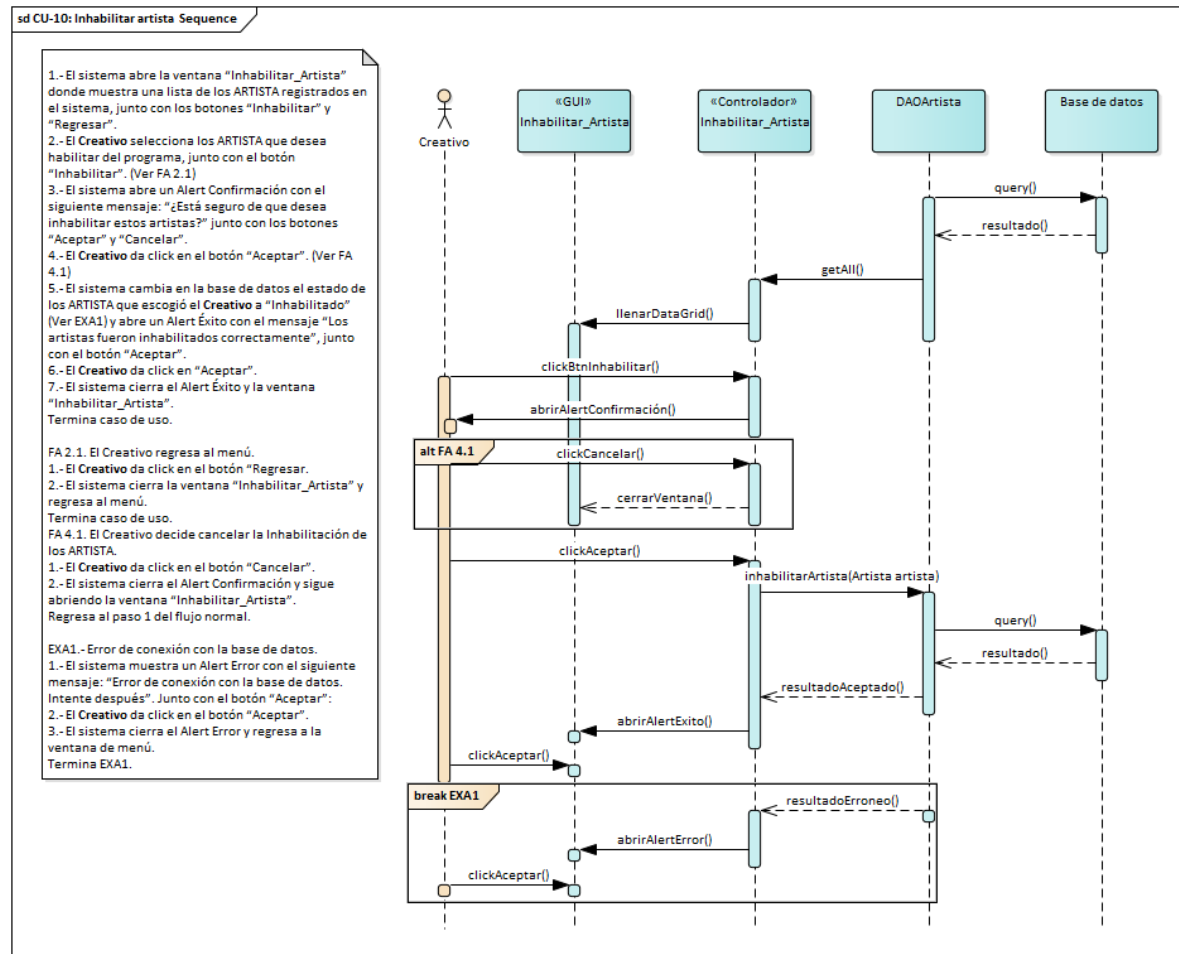 sd CU-10: Inhabilitar artista Sequence
1.- El sistema abre la ventana “Inhabilitar_Artista”
donde muestra una lista de los ARTISTA registrados en
el sistema, junto con los botones “Inhabilitar” y
“Regresar”.
2.- El Creativo selecciona los ARTISTA que desea
habilitar del programa, junto con el botón
“Inhabilitar”. (Ver FA 2.1)
3.- El sistema abre un Alert Confirmación con el
siguiente mensaje: “¿Está seguro de que desea
inhabilitar estos artistas?” junto con los botones
“Aceptar” y “Cancelar”.
4.- El Creativo da click en el botón “Aceptar”. (Ver FA
4.1)
5.- El sistema cambia en la base de datos el estado de
los ARTISTA que escogió el Creativo a “Inhabilitado”
(Ver EXA1) y abre un Alert Éxito con el mensaje “Los
artistas fueron inhabilitados correctamente”, junto
con el botón “Aceptar”.
6.- El Creativo da click en “Aceptar”.
7.- El sistema cierra el Alert Éxito y la ventana
“Inhabilitar_Artista”.
Termina caso de uso.
FA 2.1. El Creativo regresa al menú.
1.- El Creativo da click en el botón “Regresar.
2.- El sistema cierra la ventana “Inhabilitar_Artista” y
regresa al menú.
Termina caso de uso.
FA 4.1. El Creativo decide cancelar la Inhabilitación de
los ARTISTA.
1.- El Creativo da click en el botón “Cancelar”.
2.- El sistema cierra el Alert Confirmación y sigue
abriendo la ventana “Inhabilitar_Artista”.
Regresa al paso 1 del flujo normal.
EXA1.- Error de conexión con la base de datos.
1.- El sistema muestra un Alert Error con el siguiente
mensaje: “Error de conexión con la base de datos.
Intente después”. Junto con el botón “Aceptar”:
2.- El Creativo da click en el botón “Aceptar”.
3.- El sistema cierra el Alert Error y regresa a la
ventana de menú.
Termina EXA1.
Creativo
«GUI»
Inhabilitar_Artista
«Controlador»
Inhabilitar_Artista
DAOArtista
Base de datos
query()
resultado()
getAll()
llenarDataGrid()
clickBtnInhabilitar()
abrirAlertConfirmación()
alt FA 4.1
clickCancelar()
cerrarVentana()
clickAceptar()
inhabilitarArtista(Artista artista)
query()
resultado()
resultadoAceptado()
abrirAlertExito()
clickAceptar()
break EXA1
resultadoErroneo()
abrirAlertError()
clickAceptar()